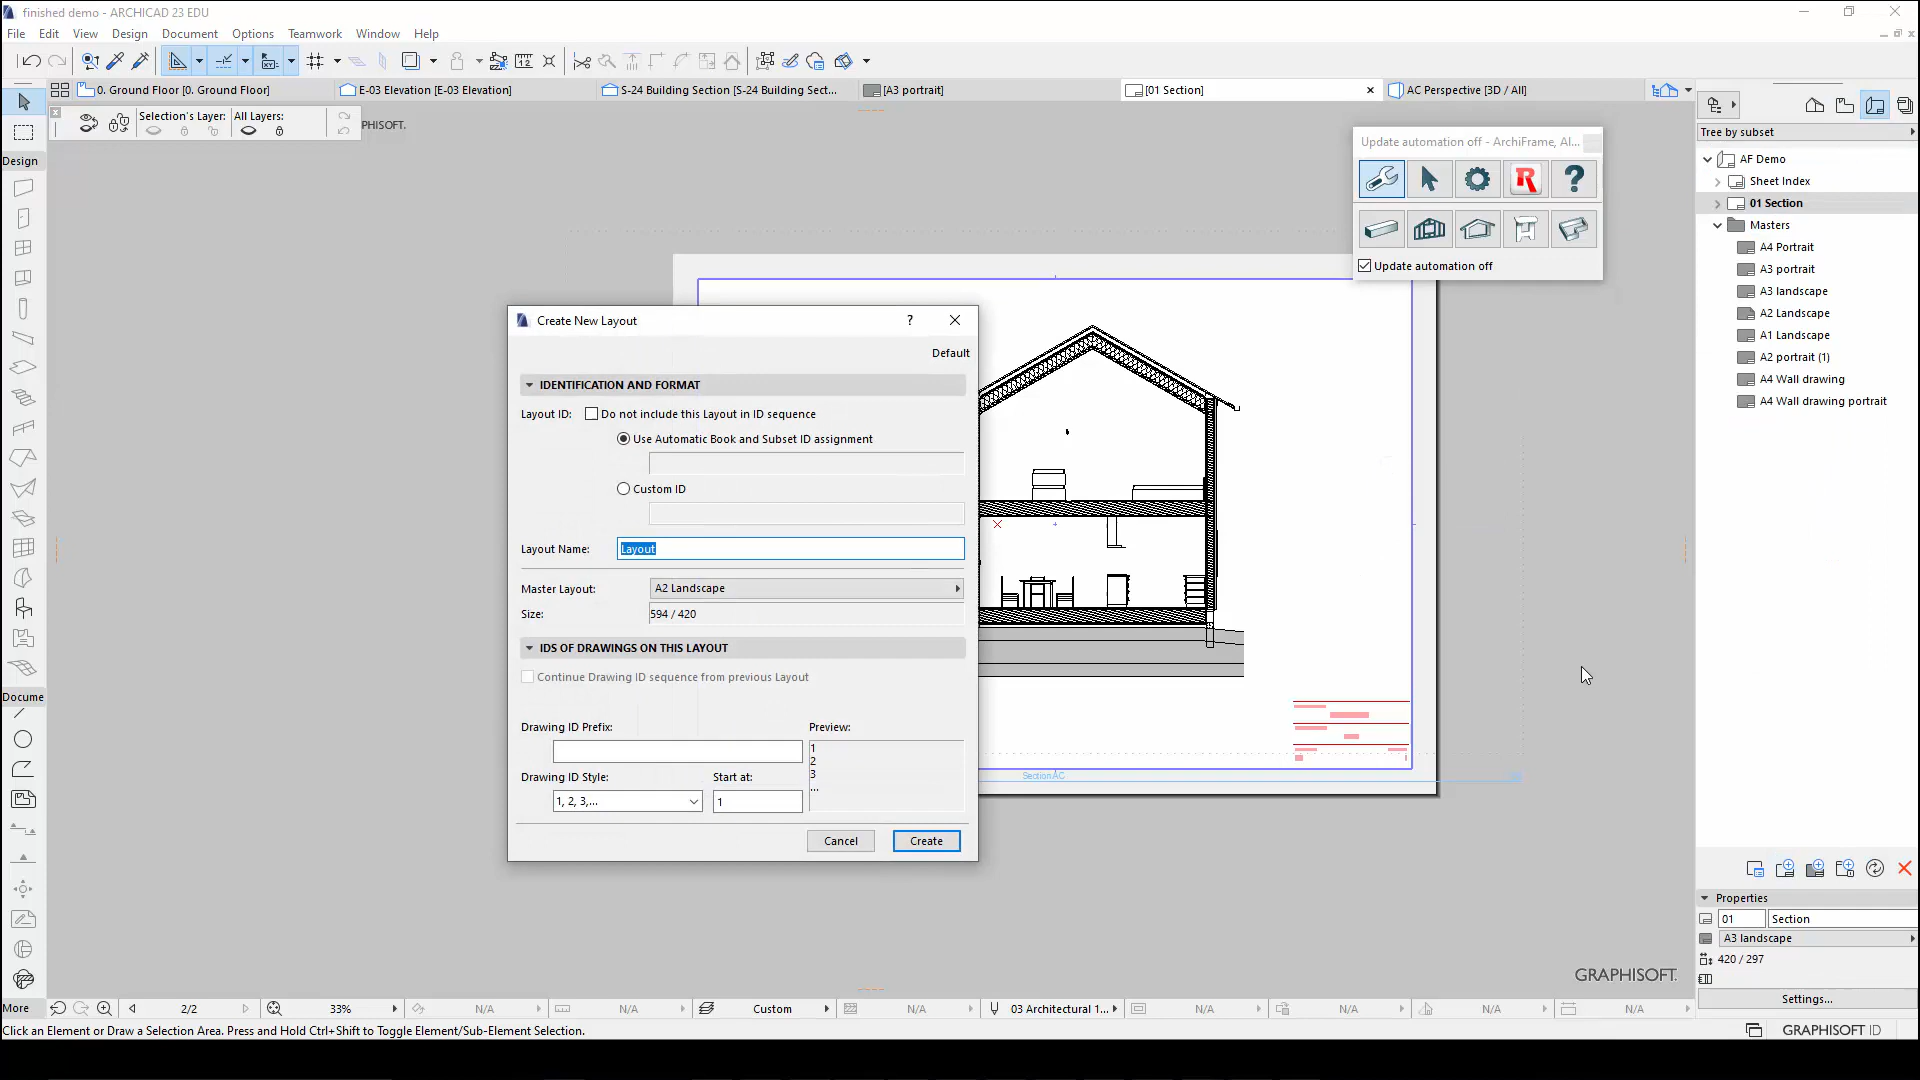 finished demo - ARCHICAD 23 EDU
File Edit View Design Document Options Teamwork Window Help
0. Ground Floor [0. Ground Floor]
E-03 Elevation [E-03 Elevation]
S-24 Building Section [S-24 Building Sect...
[A3 portrait]
[01 Section]
AC Perspective [3D / All]
Selection's Layer:
All Layers:
PHISOFT.
Design
Docume
More
Update automation off - ArchiFrame, Al...
Update automation off
Tree by subset
AF Demo
Sheet Index
01 Section
Masters
A4 Portrait
A3 portrait
A3 landscape
A2 Landscape
A1 Landscape
A2 portrait (1)
A4 Wall drawing
A4 Wall drawing portrait
Create New Layout
?
Default
IDENTIFICATION AND FORMAT
Layout ID:
Do not include this Layout in ID sequence
Use Automatic Book and Subset ID assignment
Custom ID
Layout Name:
Layout
Master Layout:
A2 Landscape
Size:
594 / 420
IDS OF DRAWINGS ON THIS LAYOUT
Continue Drawing ID sequence from previous Layout
Drawing ID Prefix:
Preview:
1
2
3
...
Drawing ID Style:
Start at:
1, 2, 3,...
1
Cancel
Create
SectionAC
GRAPHISOFT.
Properties
01
Section
A3 landscape
420 / 297
Settings...
2/2
33%
N/A
N/A
N/A
Custom
N/A
03 Architectural 1...
N/A
N/A
N/A
N/A
Click an Element or Draw a Selection Area. Press and Hold Ctrl+Shift to Toggle Element/Sub-Element Selection.
GRAPHISOFT ID